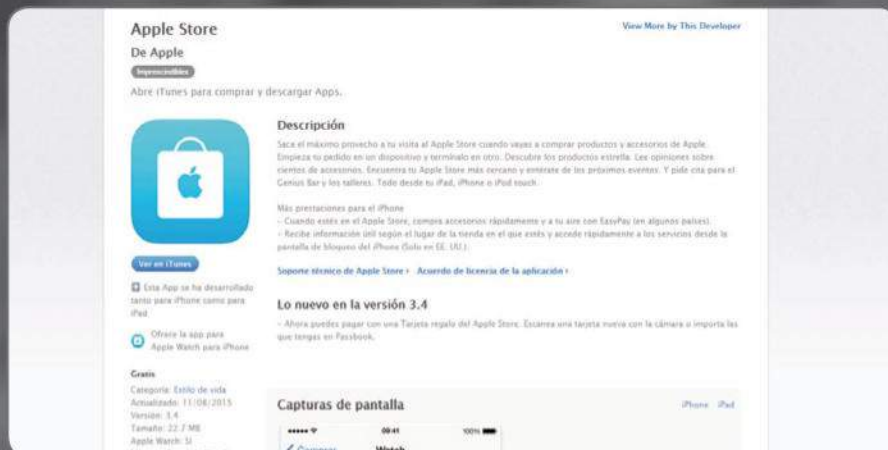 Apple Store
View More by This Developer
De Apple
Imprescindibles
Abre iTunes para comprar y descargar Apps.
Descripción
Saca el máximo provecho a tu visita al Apple Store cuando vayas a comprar productos y accesorios de Apple.
Empieza tu pedido en un dispositivo y termínalo en otro. Descubre los productos estrella. Lee opiniones sobre
cientos de accesorios. Encuentra tu Apple Store más cercano y entérate de los próximos eventos. Y pide cita para el
Genius Bar y los talleres. Todo desde tu iPad, iPhone o iPod touch.
Más prestaciones para el iPhone
- Cuando estés en el Apple Store, compra accesorios rápidamente y a tu aire con EasyPay (en algunos países).
- Recibe información útil según el lugar de la tienda en el que estés y accede rápidamente a los servicios desde la
pantalla de bloqueo del iPhone (Solo en EE. UU.).
Soporte técnico de Apple Store › Acuerdo de licencia de la aplicación ›
Lo nuevo en la versión 3.4
- Ahora puedes pagar con una Tarjeta regalo del Apple Store. Escanea una tarjeta nueva con la cámara o importa las
que tengas en Passbook.
Ver en iTunes
Esta App se ha desarrollado
tanto para iPhone como para
iPad
Ofrece la app para
Apple Watch para iPhone
Gratis
Categoría: Estilo de vida
Actualizado: 11/08/2015
Versión: 3.4
Tamaño: 22.7 MB
Apple Watch: Sí
Capturas de pantalla
iPhone iPad
09:41
100%
Compras
Watch